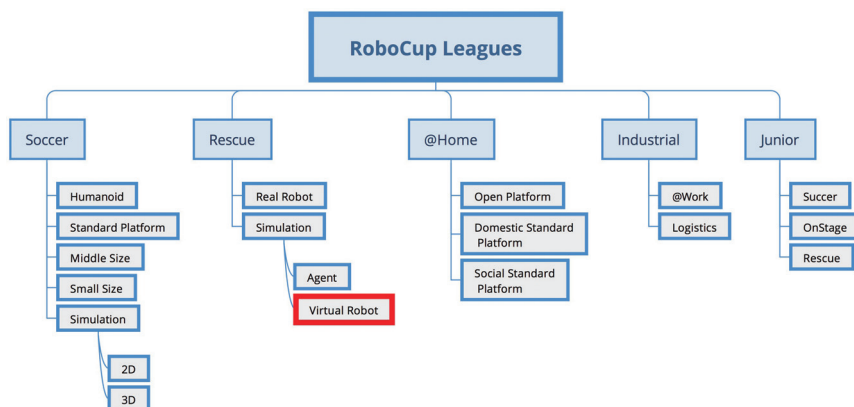 RoboCup Leagues
Soccer
Rescue
@Home
Industrial
Junior
Humanoid
Standard Platform
Middle Size
Small Size
Simulation
2D
3D
Real Robot
Simulation
Agent
Virtual Robot
Open Platform
Domestic Standard
Platform
Social Standard
Platform
@Work
Logistics
Succer
OnStage
Rescue